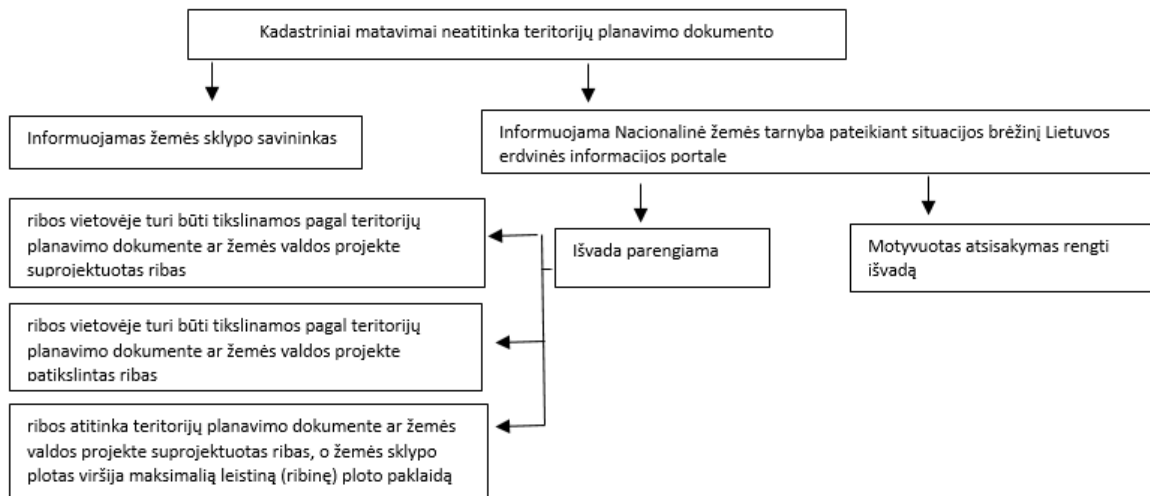 Kadastriniai matavimai neatitinka teritorijų planavimo dokumento
Informuojamas žemės sklypo savininkas
Informuojama Nacionalinė žemės tarnyba pateikiant situacijos brėžinį Lietuvos
erdvinės informacijos portale
ribos vietovėje turi būti tikslinamos pagal teritorijų
planavimo dokumente ar žemės valdos projekte
suprojektuotas ribas
Išvada parengiama
Motyvuotas atsisakymas rengti
išvadą
ribos vietovėje turi būti tikslinamos pagal teritorijų
planavimo dokumente ar žemės valdos projekte
patikslintas ribas
ribos atitinka teritorijų planavimo dokumente ar žemės
valdos projekte suprojektuotas ribas, o žemės sklypo
plotas viršija maksimalią leistiną (ribinę) ploto paklaidą